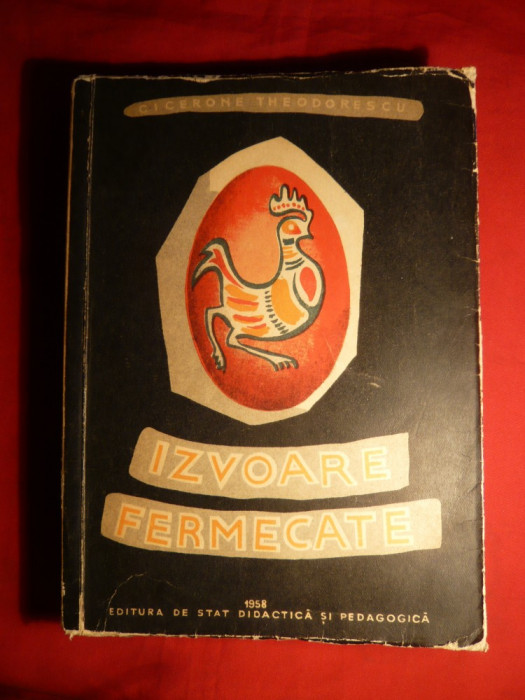 CICERONE THEODORESCU
IZVOARE
FERMECATE
1958
EDITURA DE STAT DIDACTICĂ ȘI PEDAGOGICĂ